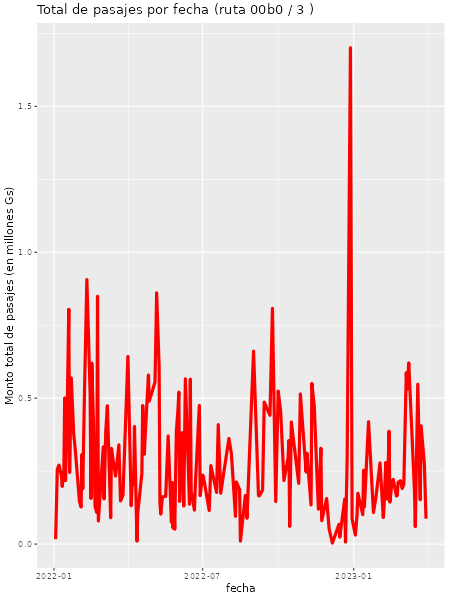 Total de pasajes por fecha (ruta 00b0 / 3 )
Monto total de pasajes (en millones Gs)
1.5
1.0
0.5
0.0
2022-01
2022-07
2023-01
fecha